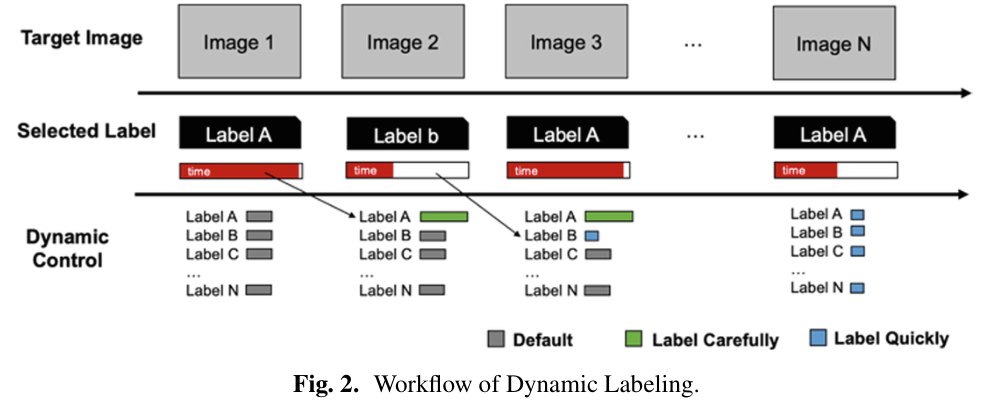 Target Image
Image 1
Image 2
Image 3
...
Image N
Selected Label
Label A
Label b
Label A
...
Label A
time
time
time
time
Dynamic
Control
Label A
Label B
Label C
...
Label N
Label A
Label B
Label C
...
Label N
Label A
Label B
Label C
...
Label N
Label A
Label B
Label C
...
Label N
Default
Label Carefully
Label Quickly
Fig. 2. Workflow of Dynamic Labeling.